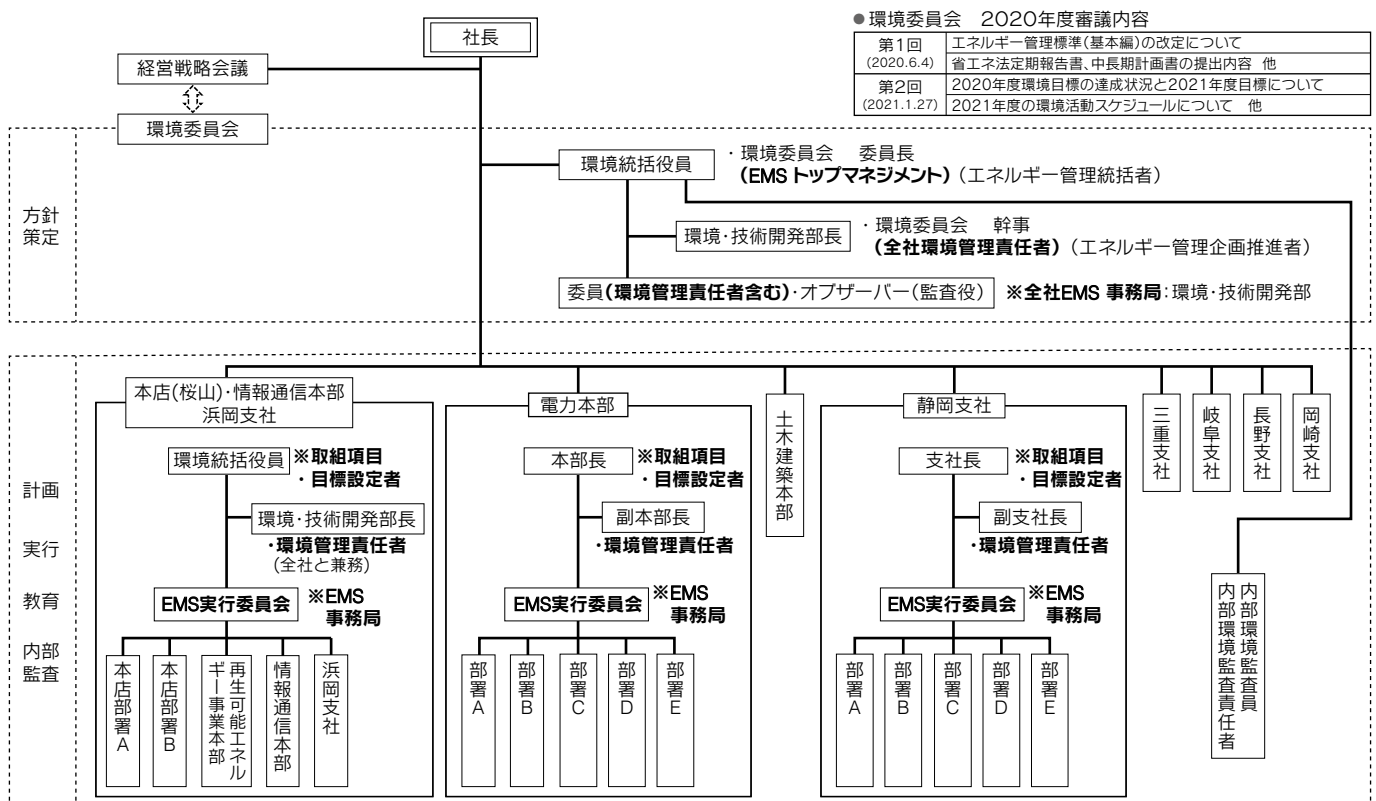 社長
経営戦略会議
環境委員会
●環境委員会 2020年度審議内容
第1回
(2020.6.4)
エネルギー管理標準(基本編)の改定について
省エネ法定期報告書、中長期計画書の提出内容 他
第2回
(2021.1.27)
2020年度環境目標の達成状況と2021年度目標について
2021年度の環境活動スケジュールについて 他
方針
策定
環境統括役員
・環境委員会 委員長
(EMS トップマネジメント)(エネルギー管理統括者)
環境・技術開発部長
・環境委員会 幹事
(全社環境管理責任者)(エネルギー管理企画推進者)
委員(環境管理責任者含む)・オブザーバー(監査役)
※全社EMS 事務局:環境・技術開発部
計画
実行
教育
内部
監査
本店(桜山)・情報通信本部
浜岡支社
環境統括役員
※取組項目
・目標設定者
環境・技術開発部長
・環境管理責任者
(全社と兼務)
EMS実行委員会
※EMS
事務局
本店部署A
本店部署B
再生可能エネル
ギー事業本部
情報通信本部
浜岡支社
電力本部
本部長
※取組項目
・目標設定者
副本部長
・環境管理責任者
EMS実行委員会
※EMS
事務局
部署A
部署B
部署C
部署D
部署E
土木建築本部
静岡支社
支社長
※取組項目
・目標設定者
副支社長
・環境管理責任者
EMS実行委員会
※EMS
事務局
部署A
部署B
部署C
部署D
部署E
三重支社
岐阜支社
長野支社
岡崎支社
内部環境監査員
内部環境監査責任者